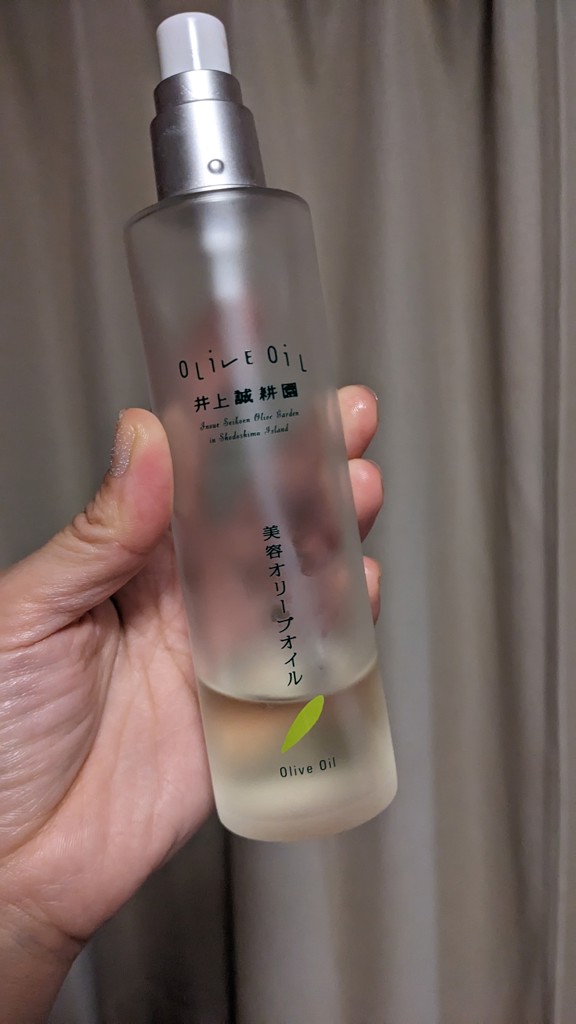 OLiVE OiL
井上誠耕園
Inoue Seikoen Olive Garden
in Shodoshima Island
美容オリーブオイル
Olive Oil